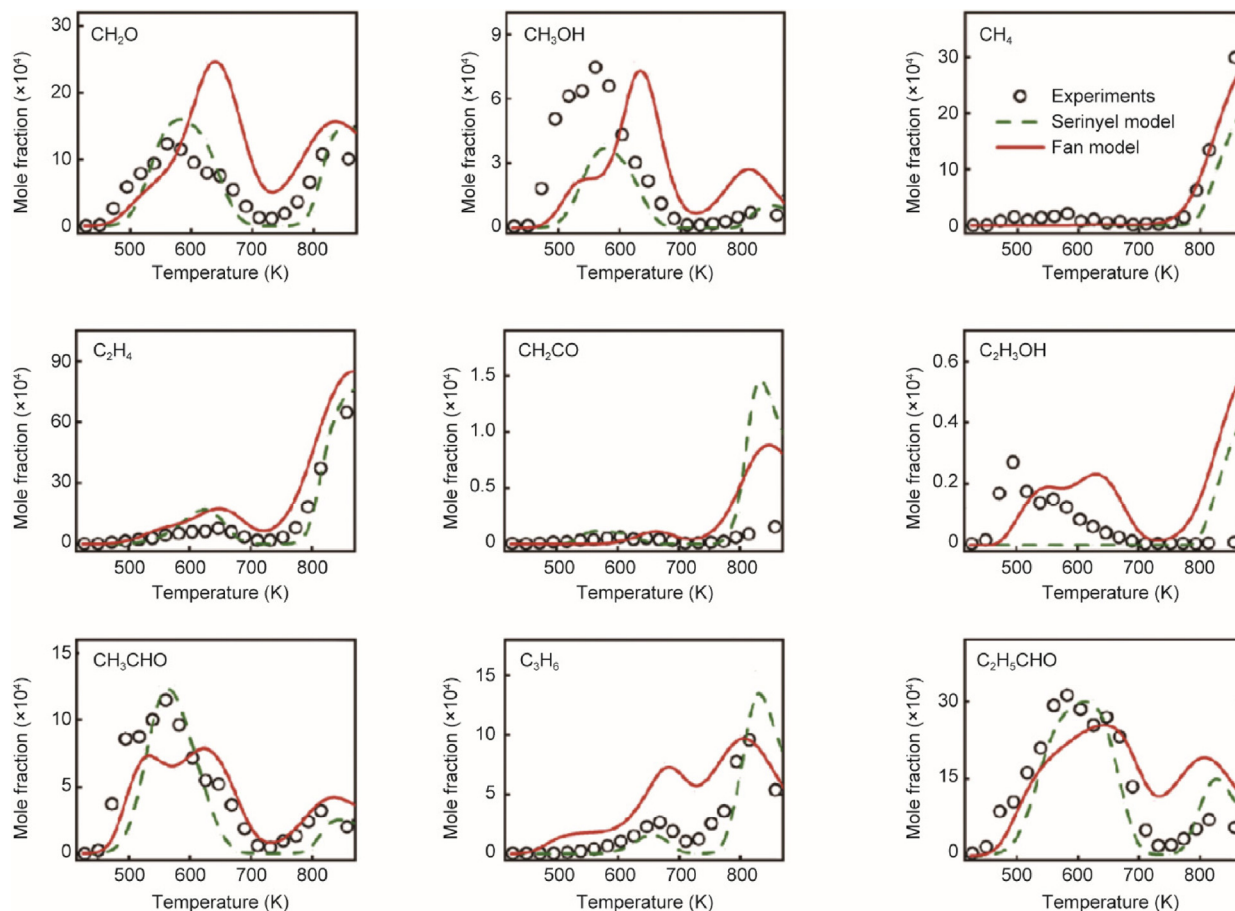 CH₂O
30
20
10
0
Mole fraction (×10⁴)
500 600 700 800
Temperature (K)
CH₃OH
9
6
3
0
Mole fraction (×10⁴)
500 600 700 800
Temperature (K)
CH₄
30
20
10
0
Mole fraction (×10⁴)
Experiments
Serinyel model
Fan model
500 600 700 800
Temperature (K)
C₂H₄
90
60
30
0
Mole fraction (×10⁴)
500 600 700 800
Temperature (K)
CH₂CO
1.5
1.0
0.5
0
Mole fraction (×10⁴)
500 600 700 800
Temperature (K)
C₂H₃OH
0.6
0.4
0.2
0
Mole fraction (×10⁴)
500 600 700 800
Temperature (K)
CH₃CHO
15
10
5
0
Mole fraction (×10⁴)
500 600 700 800
Temperature (K)
C₃H₆
15
10
5
0
Mole fraction (×10⁴)
500 600 700 800
Temperature (K)
C₂H₅CHO
30
15
0
Mole fraction (×10⁴)
500 600 700 800
Temperature (K)